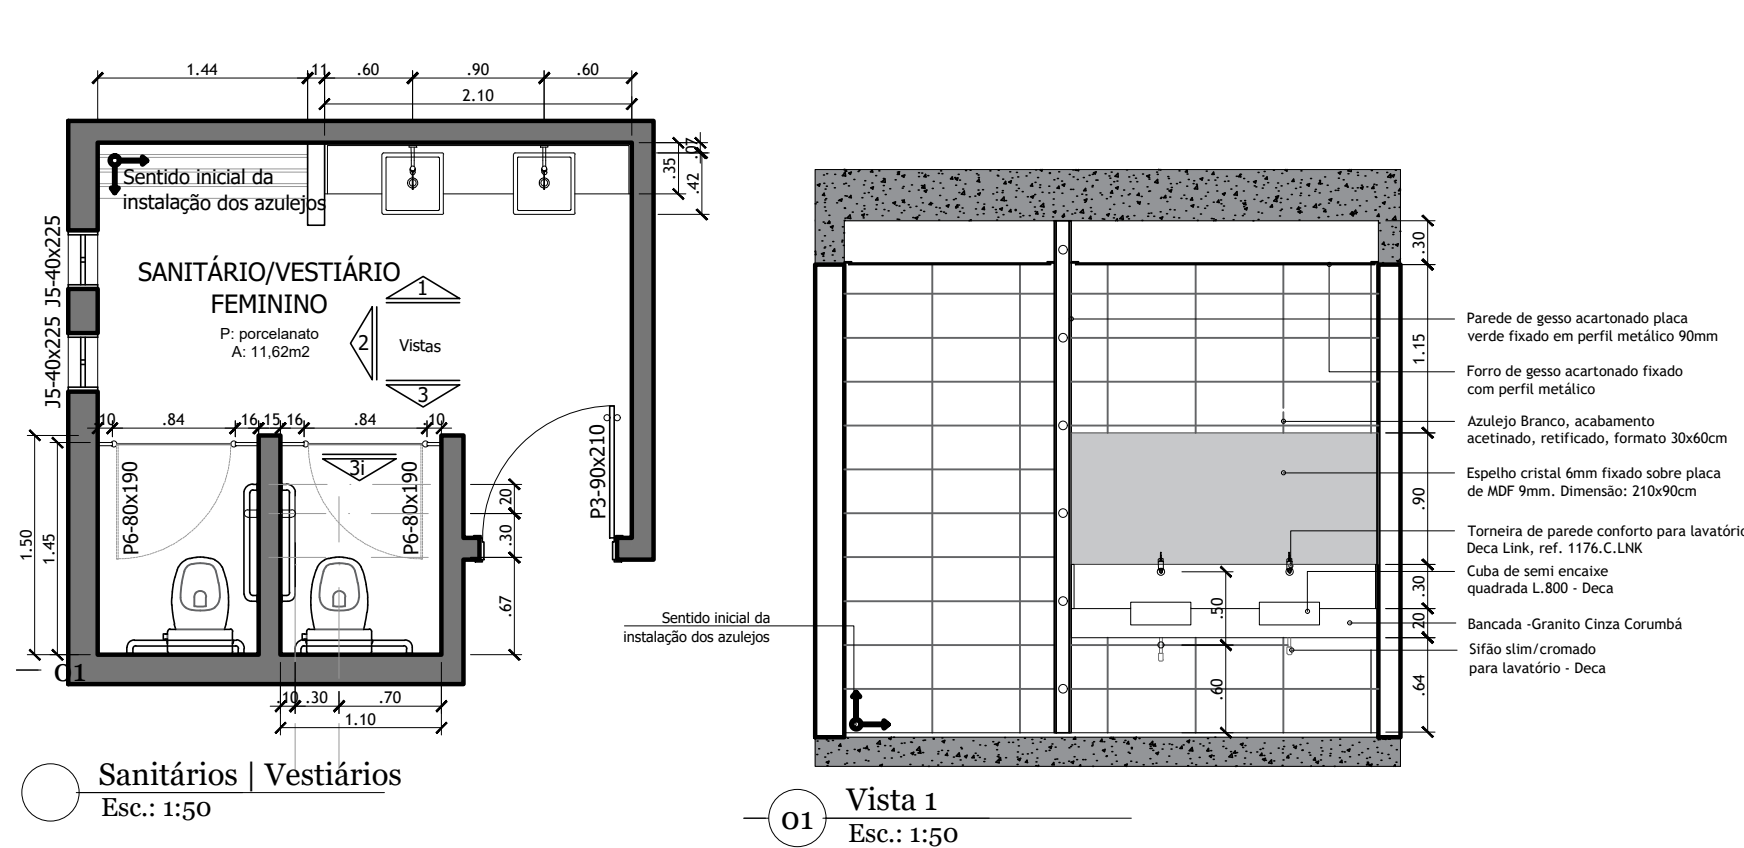 1.44
.11
.60
.90
.60
2.10
.07
.35
.42
Sentido inicial da
instalação dos azulejos
J5-40x225
J5-40x225
SANITÁRIO/VESTIÁRIO
FEMININO
P: porcelanato
A: 11,62m2
1
2
Vistas
3
.10
.84
.16
.15
.16
.84
.10
3i
P6-80x190
P6-80x190
P3-90x210
1.50
1.45
.20
.30
.67
01
.10
.30
.70
1.10
Sanitários | Vestiários
Esc.: 1:50
.30
1.15
.90
.30
.20
.64
.50
.60
Parede de gesso acartonado placa
verde fixado em perfil metálico 90mm
Forro de gesso acartonado fixado
com perfil metálico
Azulejo Branco, acabamento
acetinado, retificado, formato 30x60cm
Espelho cristal 6mm fixado sobre placa
de MDF 9mm. Dimensão: 210x90cm
Torneira de parede conforto para lavatório
Deca Link, ref. 1176.C.LNK
Cuba de semi encaixe
quadrada L.800 - Deca
Bancada -Granito Cinza Corumbá
Sifão slim/cromado
para lavatório - Deca
Sentido inicial da
instalação dos azulejos
01
Vista 1
Esc.: 1:50